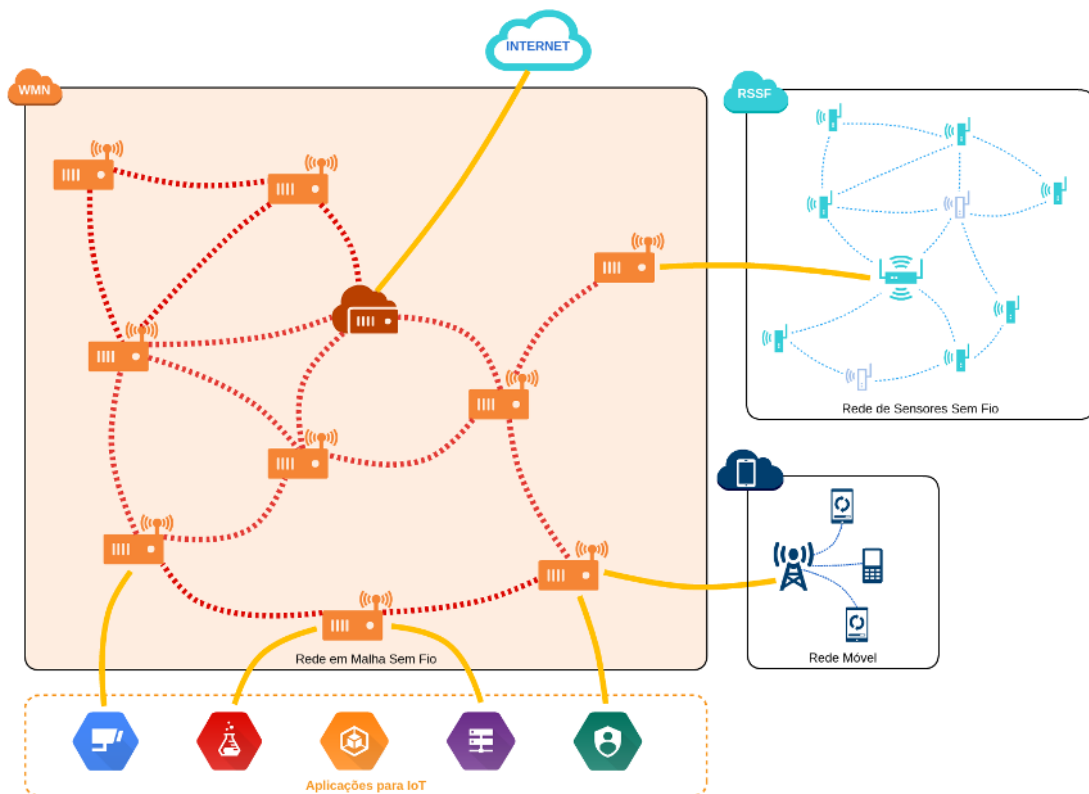 INTERNET
WMN
RSSF
Rede de Sensores Sem Fio
Rede em Malha Sem Fio
Rede Móvel
Aplicações para IoT